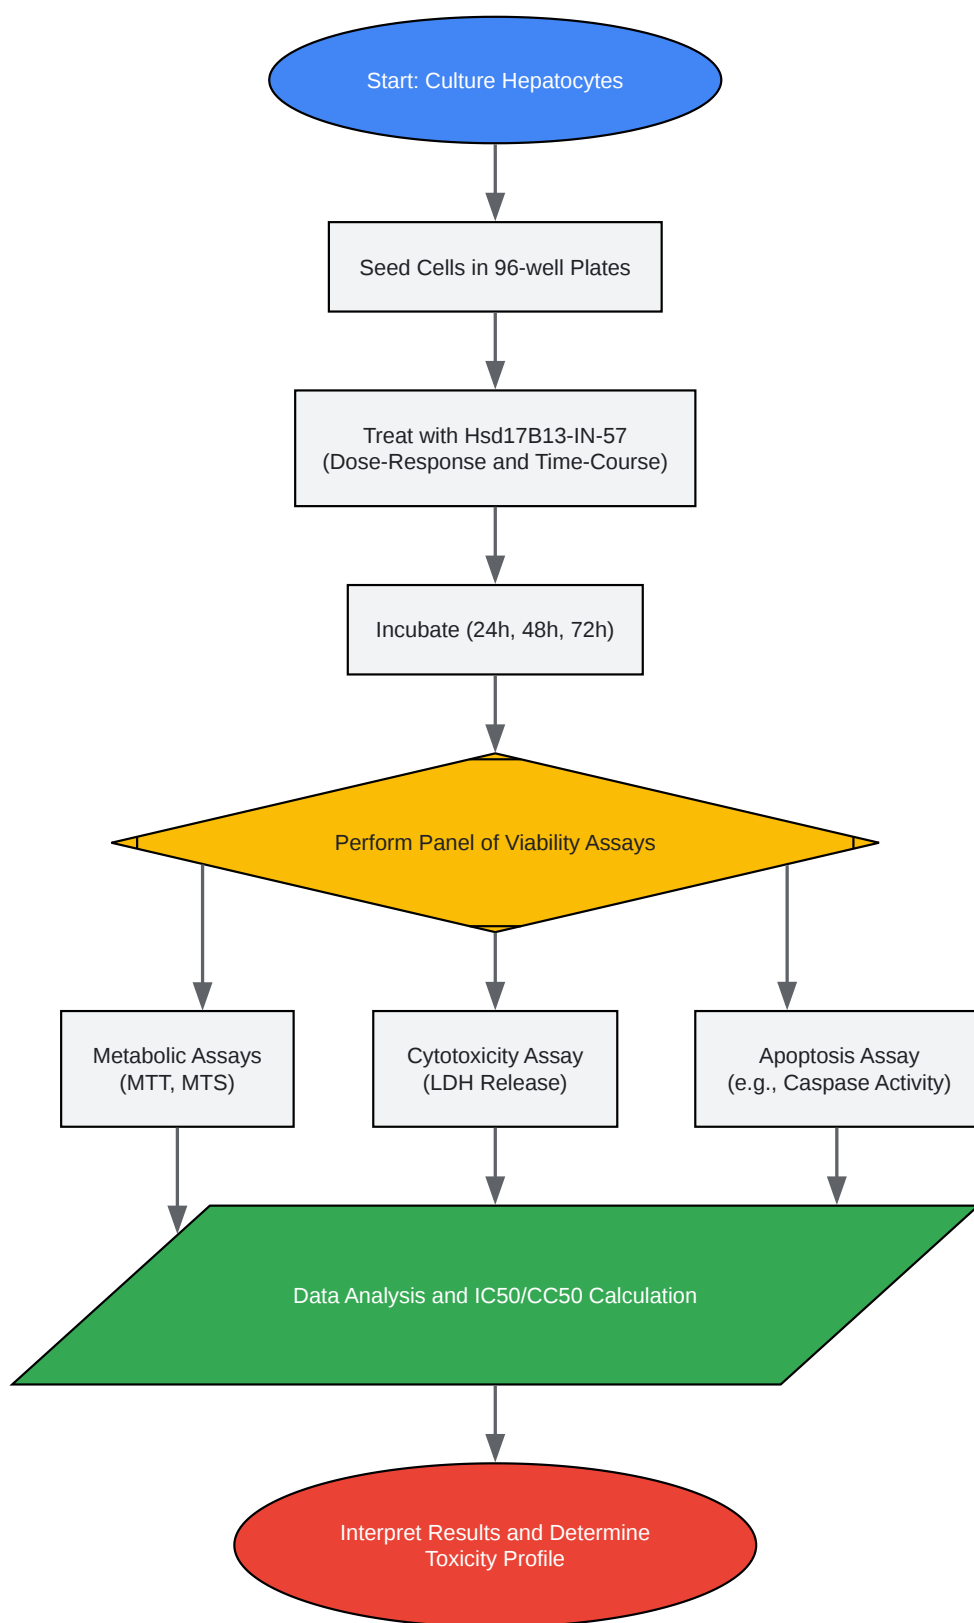 Start: Culture Hepatocytes
Seed Cells in 96-well Plates
Treat with Hsd17B13-IN-57
(Dose-Response and Time-Course)
Incubate (24h, 48h, 72h)
Perform Panel of Viability Assays
Metabolic Assays
(MTT, MTS)
Cytotoxicity Assay
(LDH Release)
Apoptosis Assay
(e.g., Caspase Activity)
Data Analysis and IC50/CC50 Calculation
Interpret Results and Determine
Toxicity Profile